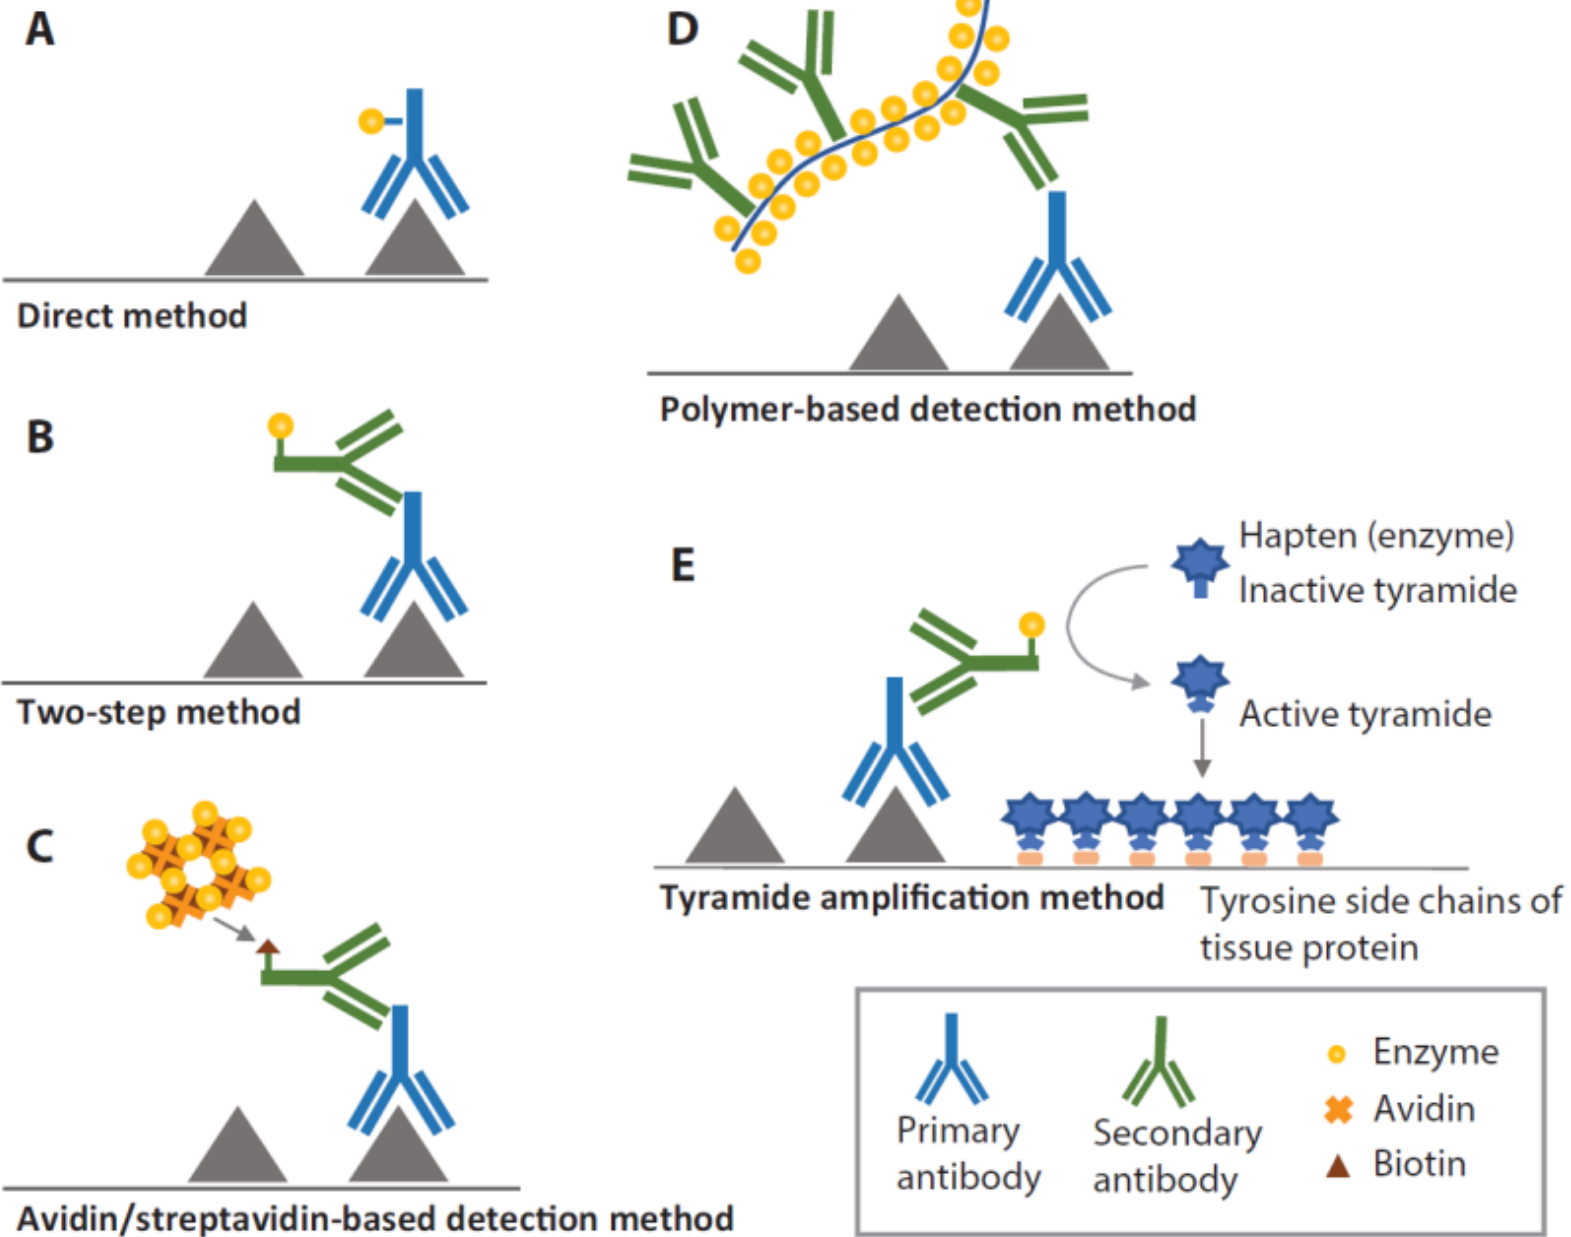 A
Direct method
B
Two-step method
C
Avidin/streptavidin-based detection method
D
Polymer-based detection method
E
Hapten (enzyme)
Inactive tyramide
Active tyramide
Tyramide amplification method
Tyrosine side chains of
tissue protein
Primary
antibody
Secondary
antibody
Enzyme
Avidin
Biotin